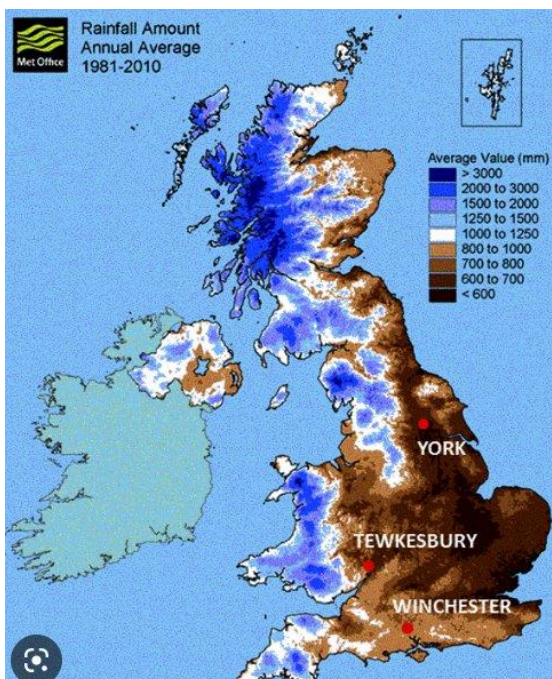 Met Office
Rainfall Amount
Annual Average
1981-2010
Average Value (mm)
> 3000
2000 to 3000
1500 to 2000
1250 to 1500
1000 to 1250
800 to 1000
700 to 800
600 to 700
< 600
YORK
TEWKESBURY
WINCHESTER